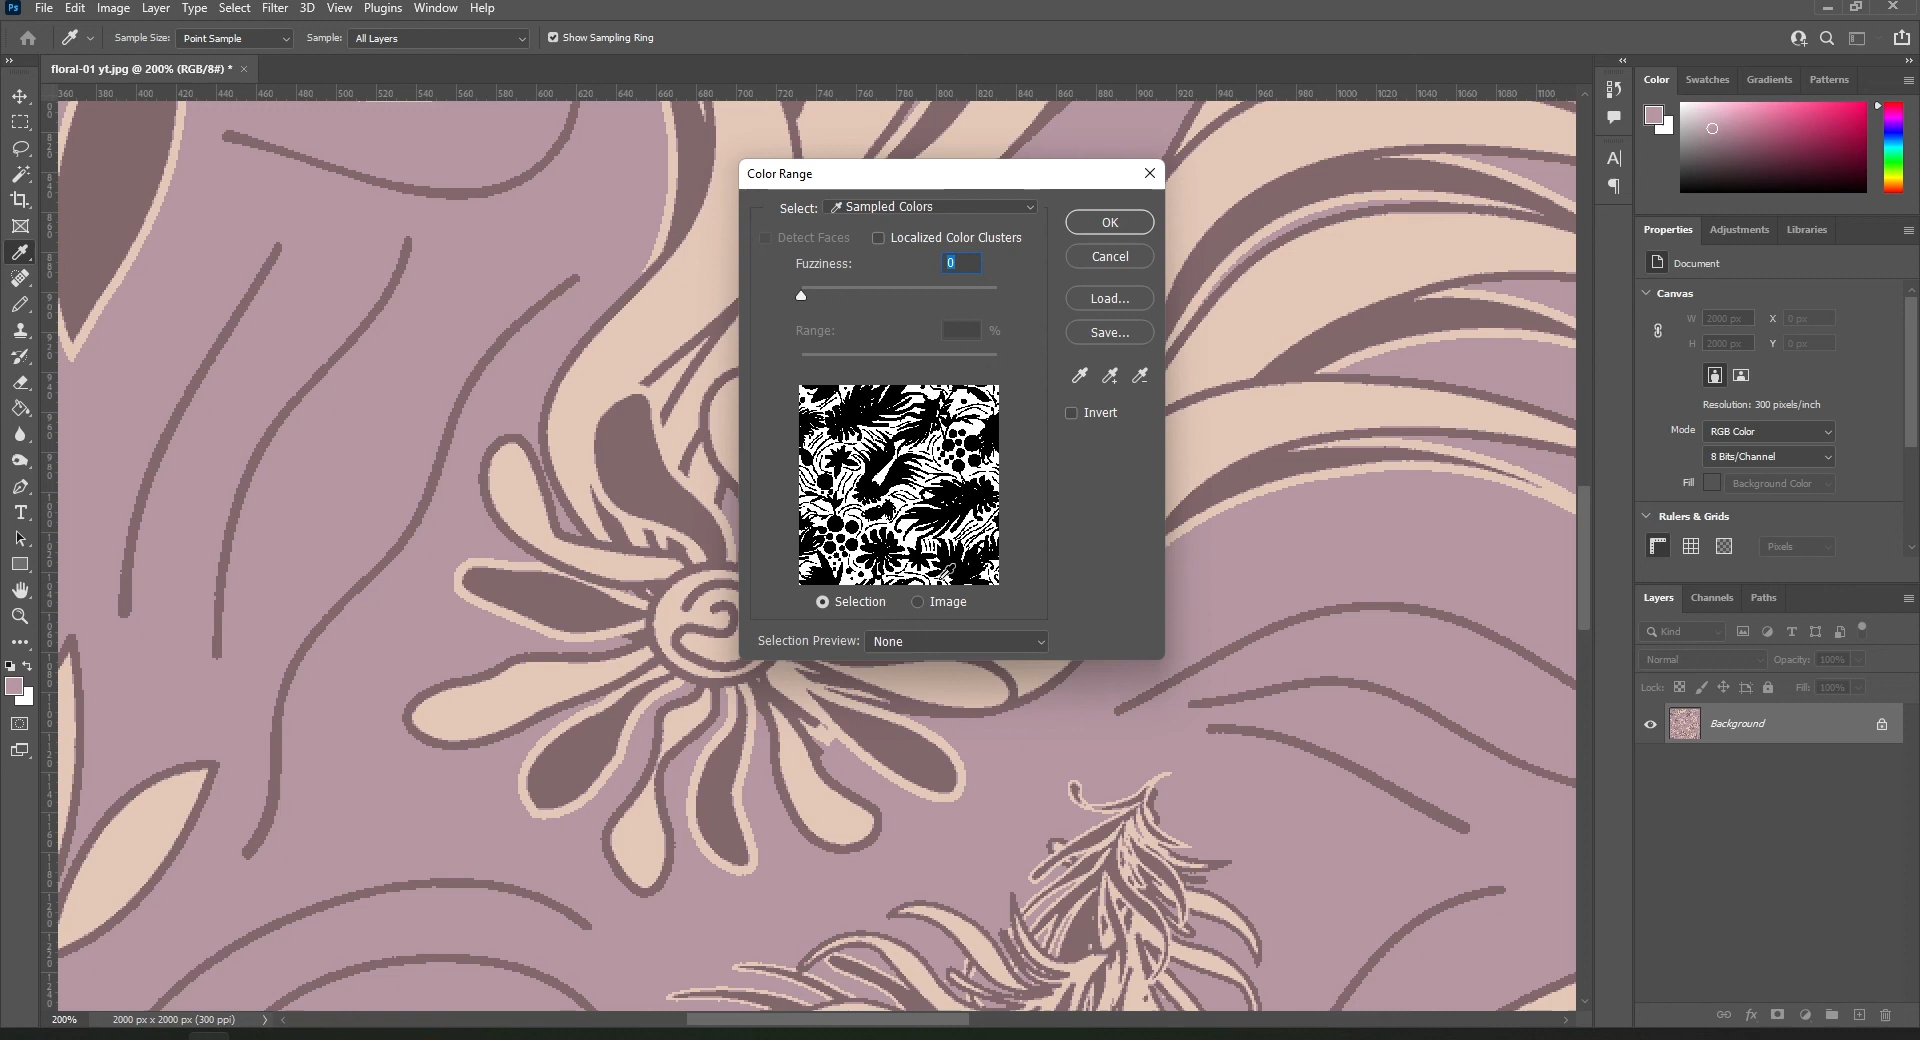 Ps File Edit Image Layer Type Select Filter 3D View Plugins Window Help
Sample Size: Point Sample Sample: All Layers Show Sampling Ring
floral-01 yt.jpg @ 200% (RGB/8#) * ×
360 380 400 420 440 460 480 500 520 540 560 580 600 620 640 660 680 700 720 740 760 780 800 820 840 860 880 900 920 940 960 980 1000 1020 1040 1060 1080 1100
Color Range
Select: Sampled Colors
Detect Faces Localized Color Clusters
Fuzziness: 0
Range: %
OK
Cancel
Load...
Save...
Invert
Selection Image
Selection Preview: None
Color Swatches Gradients Patterns
Properties Adjustments Libraries
Document
Canvas
W 2000 px X 0 px
H 2000 px Y 0 px
Resolution: 300 pixels/inch
Mode RGB Color
8 Bits/Channel
Fill Background Color
Rulers & Grids
Pixels
Layers Channels Paths
Kind
Normal Opacity: 100%
Lock: Fill: 100%
Background
200% 2000 px x 2000 px (300 ppi)